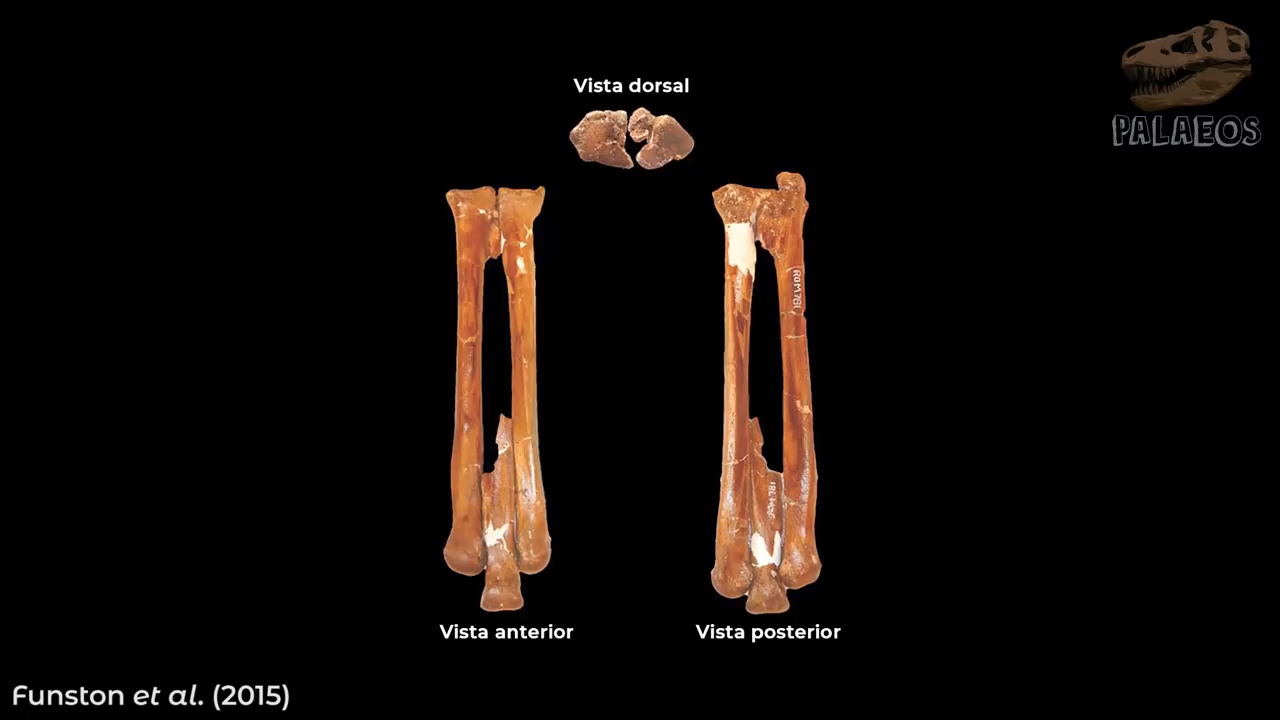 Vista dorsal
PALAEOS
Vista anterior
Vista posterior
Funston et al. (2015)